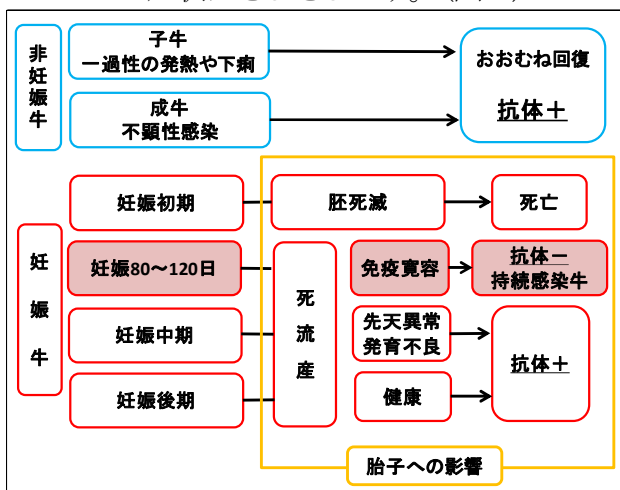 非妊娠牛
子牛
一過性の発熱や下痢
おおむね回復
抗体＋
成牛
不顕性感染
妊娠牛
妊娠初期
胚死滅
死亡
妊娠80～120日
死流産
免疫寛容
抗体－
持続感染牛
妊娠中期
先天異常
発育不良
抗体＋
妊娠後期
健康
胎子への影響